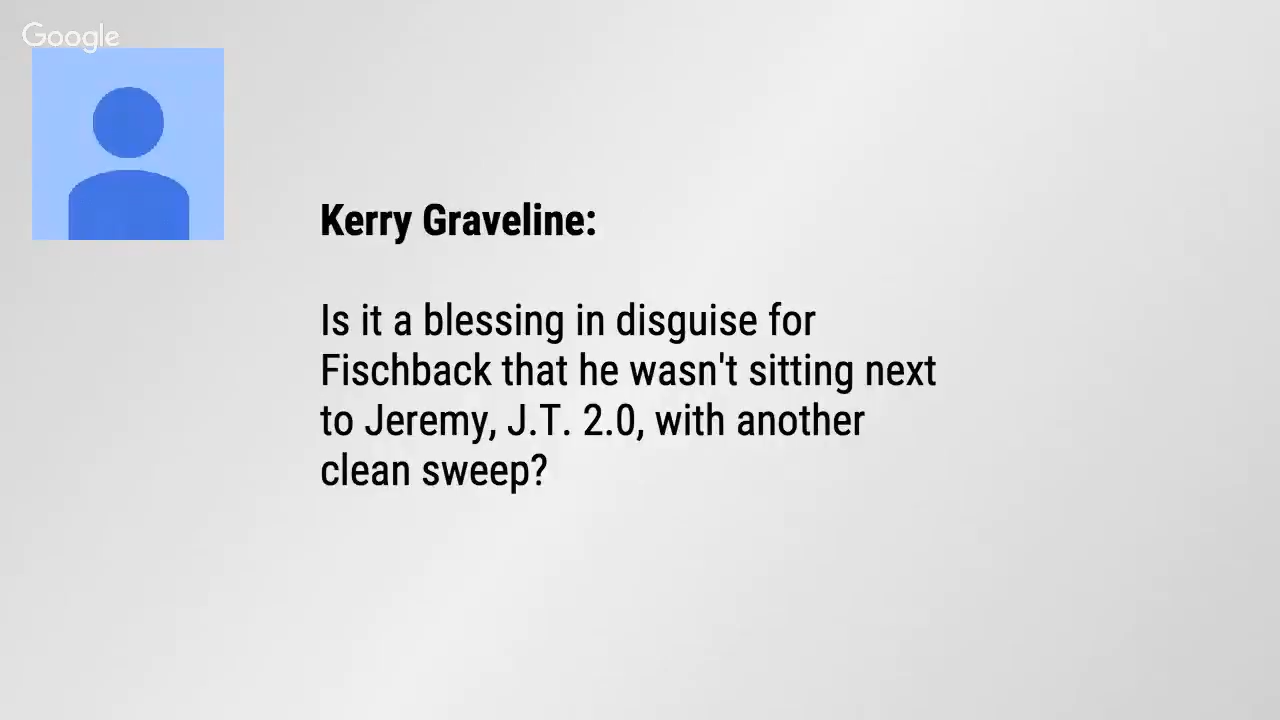 Google
Kerry Graveline:
Is it a blessing in disguise for
Fischback that he wasn't sitting next
to Jeremy, J.T. 2.0, with another
clean sweep?